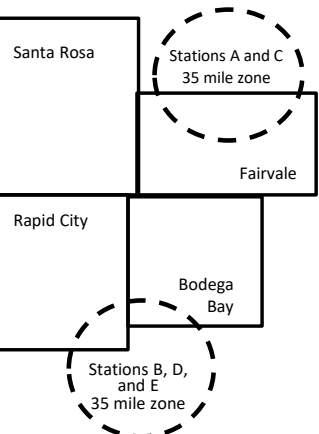 Santa Rosa
Stations A and C
35 mile zone
Fairvale
Rapid City
Bodega
Bay
Stations B, D,
and E
35 mile zone